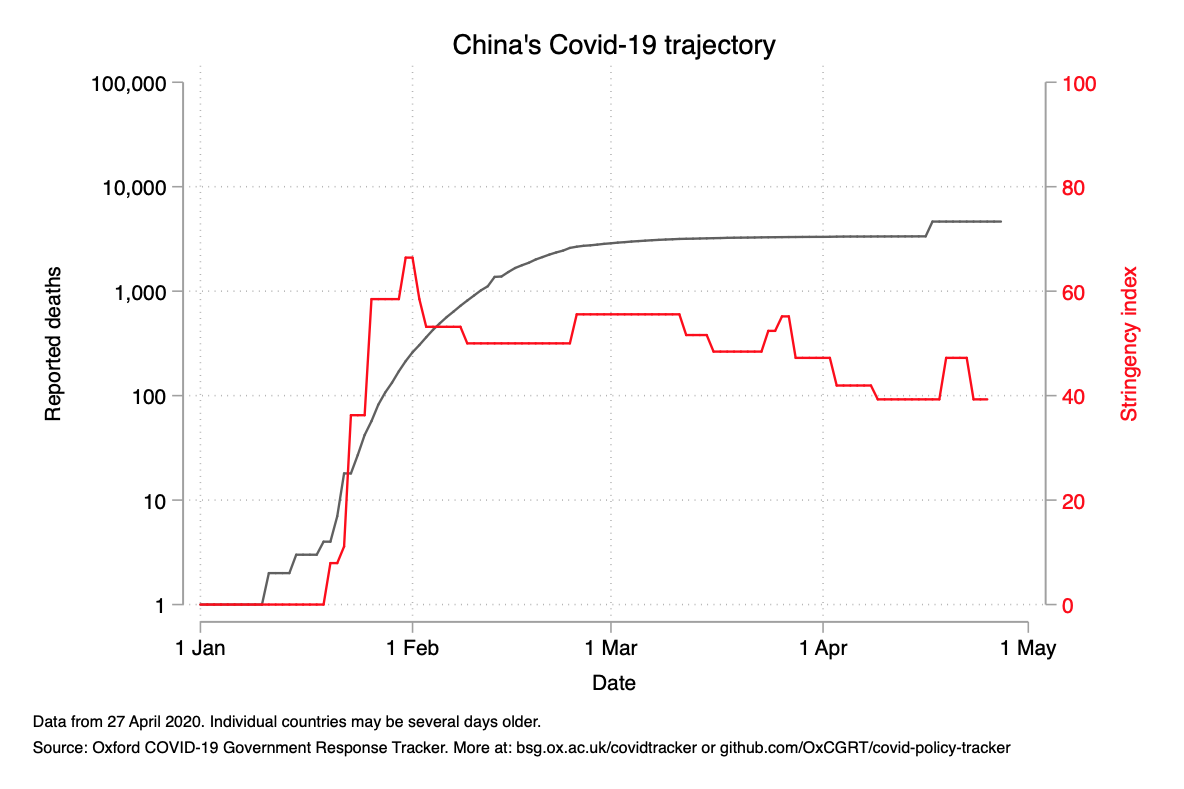 China's Covid-19 trajectory
100,000
10,000
1,000
100
10
1
Reported deaths
100
80
60
40
20
0
Stringency index
1 Jan
1 Feb
1 Mar
1 Apr
1 May
Date
Data from 27 April 2020. Individual countries may be several days older.
Source: Oxford COVID-19 Government Response Tracker. More at: bsg.ox.ac.uk/covidtracker or github.com/OxCGRT/covid-policy-tracker